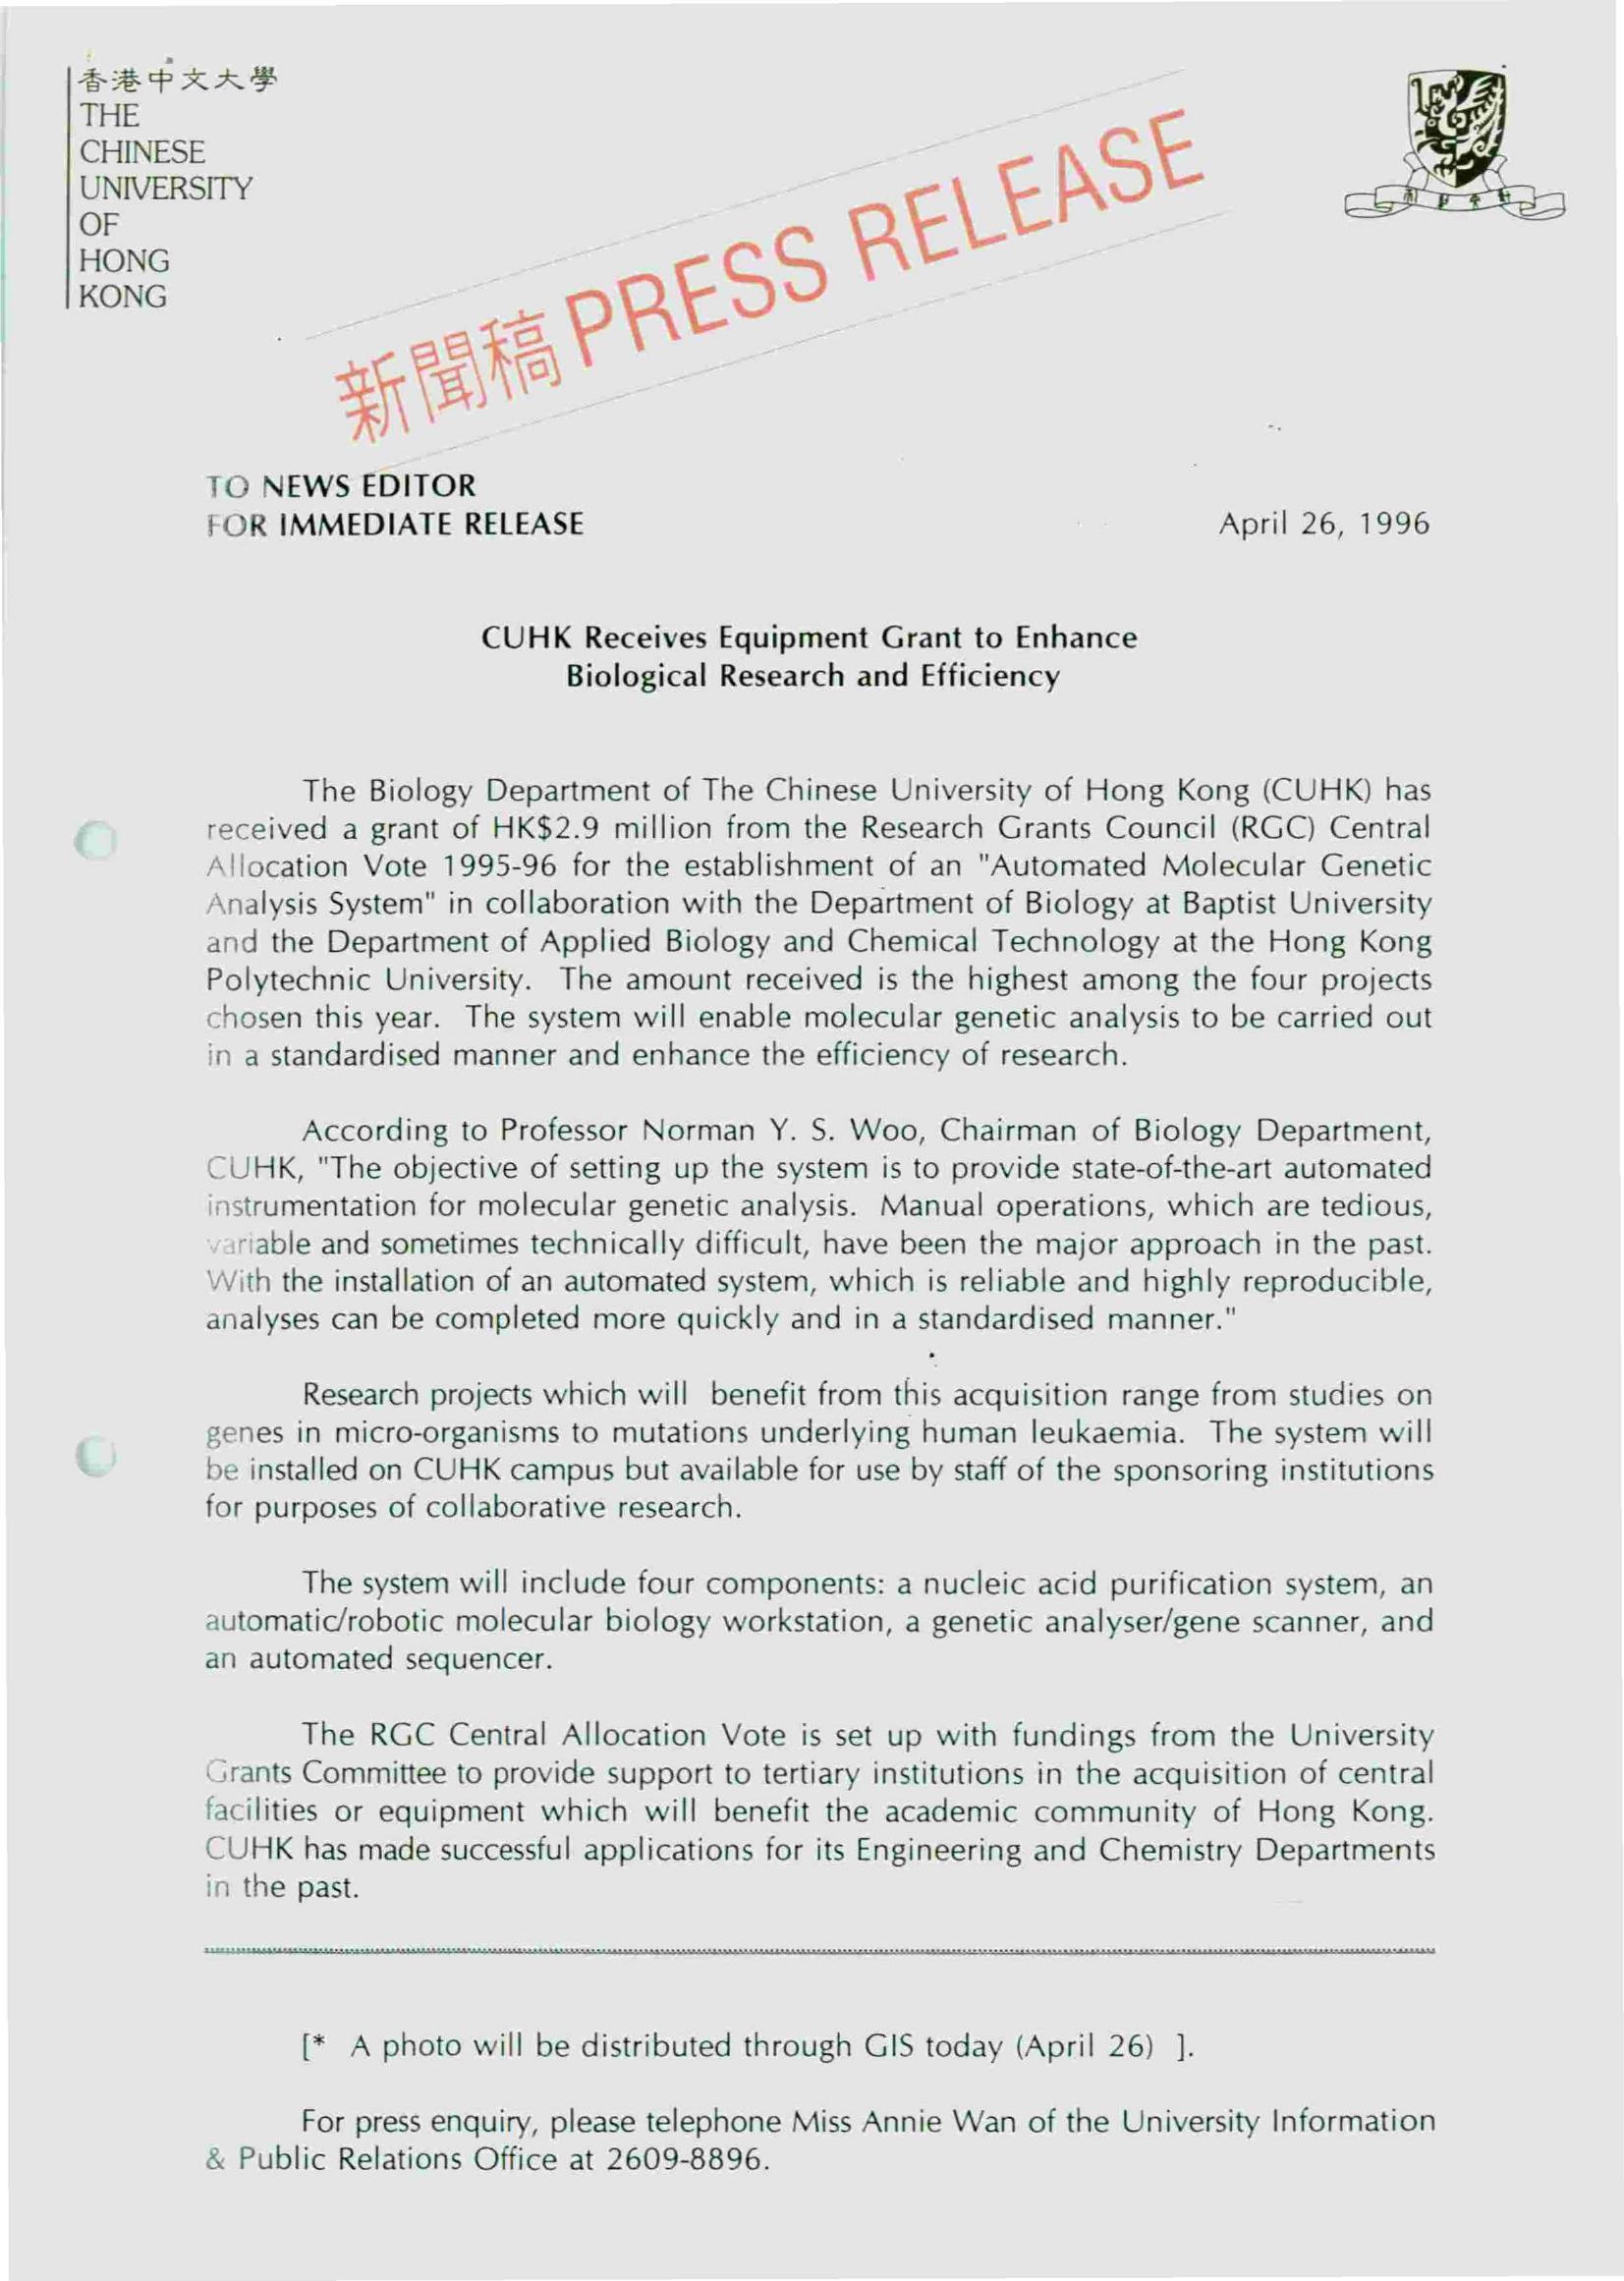 香港中文大學
THE
CHINESE
UNIVERSITY
OF
HONG
KONG
新聞稿 PRESS RELEASE
TO NEWS EDITOR
FOR IMMEDIATE RELEASE
April 26, 1996
CUHK Receives Equipment Grant to Enhance
Biological Research and Efficiency
The Biology Department of The Chinese University of Hong Kong (CUHK) has
received a grant of HK$2.9 million from the Research Grants Council (RGC) Central
Allocation Vote 1995-96 for the establishment of an "Automated Molecular Genetic
Analysis System" in collaboration with the Department of Biology at Baptist University
and the Department of Applied Biology and Chemical Technology at the Hong Kong
Polytechnic University. The amount received is the highest among the four projects
chosen this year. The system will enable molecular genetic analysis to be carried out
in a standardised manner and enhance the efficiency of research.
According to Professor Norman Y. S. Woo, Chairman of Biology Department,
CUHK, "The objective of setting up the system is to provide state-of-the-art automated
instrumentation for molecular genetic analysis. Manual operations, which are tedious,
variable and sometimes technically difficult, have been the major approach in the past.
With the installation of an automated system, which is reliable and highly reproducible,
analyses can be completed more quickly and in a standardised manner."
Research projects which will benefit from this acquisition range from studies on
genes in micro-organisms to mutations underlying human leukaemia. The system will
be installed on CUHK campus but available for use by staff of the sponsoring institutions
for purposes of collaborative research.
The system will include four components: a nucleic acid purification system, an
automatic/robotic molecular biology workstation, a genetic analyser/gene scanner, and
an automated sequencer.
The RGC Central Allocation Vote is set up with fundings from the University
Grants Committee to provide support to tertiary institutions in the acquisition of central
facilities or equipment which will benefit the academic community of Hong Kong.
CUHK has made successful applications for its Engineering and Chemistry Departments
in the past.
[* A photo will be distributed through GIS today (April 26) ].
For press enquiry, please telephone Miss Annie Wan of the University Information
& Public Relations Office at 2609-8896.